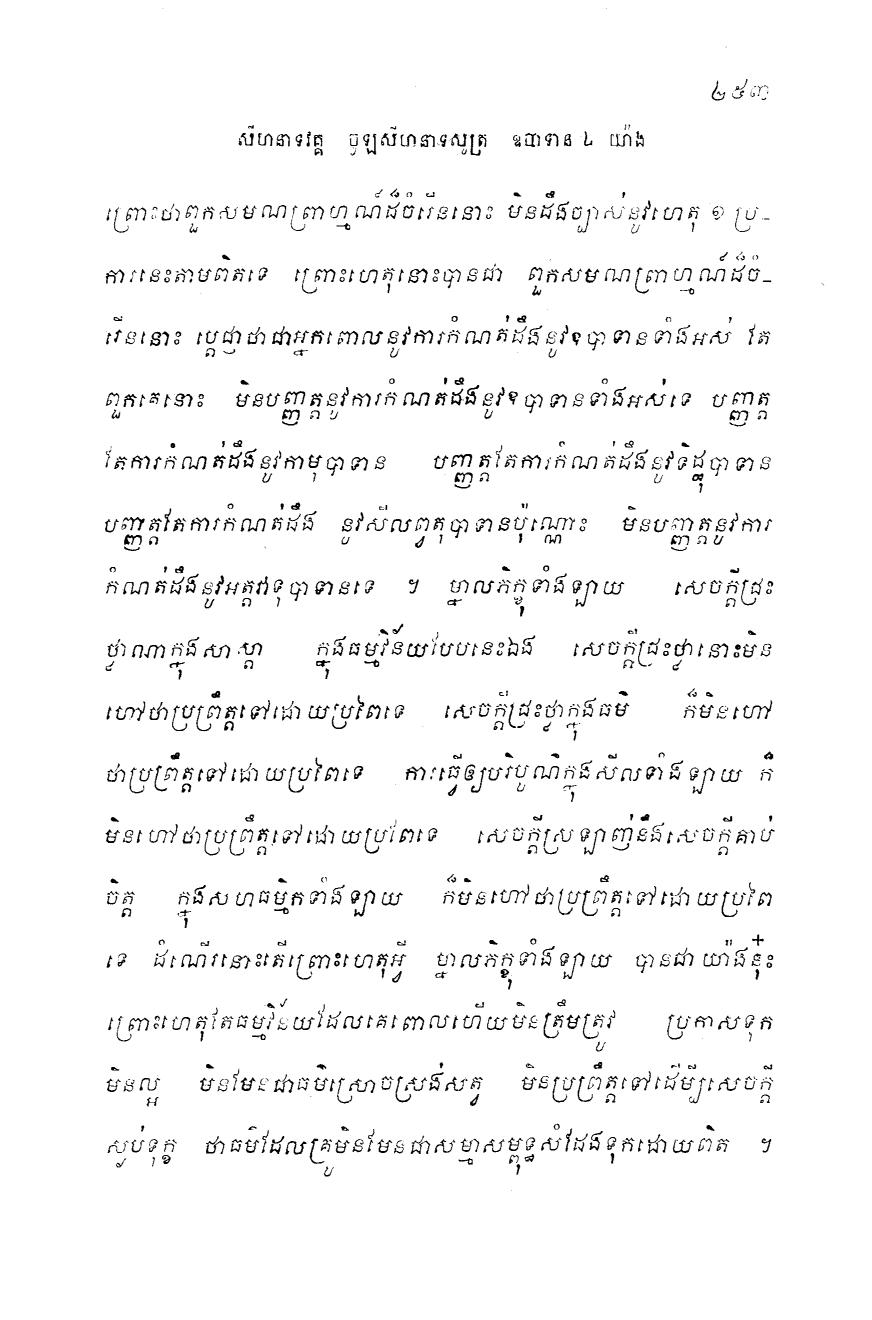 ២៥៣
សីហនាទវគ្គ ចូឡសីហនាទសូត្រ ឧបាទាន ៤ យ៉ាង
ព្រោះថាពួកសមណព្រាហ្មណ៍ដ៏ចំរើននោះ មិនដឹងច្បាស់នូវហេតុ ១ ប្រ-
ការនេះតាមពិតទេ ព្រោះហេតុនោះបានជា ពួកសមណព្រាហ្មណ៍ដ៏ចំ-
រើននោះ ប្តេជ្ញាថាជាអ្នកពោលនូវការកំណត់ដឹងនូវឧបាទានទាំងអស់ តែ
ពួកគេនោះ មិនបញ្ញត្តនូវការកំណត់ដឹងនូវឧបាទានទាំងអស់ទេ បញ្ញត្ត
តែការកំណត់ដឹងនូវកាមុបាទាន បញ្ញត្តតែការកំណត់ដឹងនូវទិដ្ឋុបាទាន
បញ្ញត្តតែការកំណត់ដឹង នូវសីលព្វតុបាទានប៉ុណ្ណោះ មិនបញ្ញត្តនូវការ
កំណត់ដឹងនូវអត្តវាទុបាទានទេ ។ ម្នាលភិក្ខុទាំងឡាយ សេចក្តីជ្រះ
ថ្វាណាក្នុងសាស្តា ក្នុងធម្មវិន័យបែបនេះឯង សេចក្តីជ្រះថ្វានោះមិន
ហៅថាប្រព្រឹត្តទៅដោយប្រពៃទេ សេចក្តីជ្រះថ្វាក្នុងធម៌ ក៏មិនហៅ
ថាប្រព្រឹត្តទៅដោយប្រពៃទេ ការធ្វើឲ្យបរិបូណ៌ក្នុងសីលទាំងឡាយ ក៏
មិនហៅថាប្រព្រឹត្តទៅដោយប្រពៃទេ សេចក្តីស្រឡាញ់នឹងសេចក្តីគាប់
ចិត្ត ក្នុងសហធម្មិកទាំងឡាយ ក៏មិនហៅថាប្រព្រឹត្តទៅដោយប្រពៃ
ទេ ដំណើរនោះតើព្រោះហេតុអ្វី ម្នាលភិក្ខុទាំងឡាយ បានជាយ៉ាងនុ៎ះ
ព្រោះហេតុតែធម្មវិន័យដែលគេពោលហើយមិនត្រឹមត្រូវ ប្រកាសទុក
មិនល្អ មិនមែនជាធម៌ស្រោចស្រង់សត្វ មិនប្រព្រឹត្តទៅដើម្បីសេចក្តី
ស្ងប់ទុក្ខ ជាធម៌ដែលគ្រូមិនមែនជាសម្មាសម្ពុទ្ធសំដែងទុកដោយពិត ។